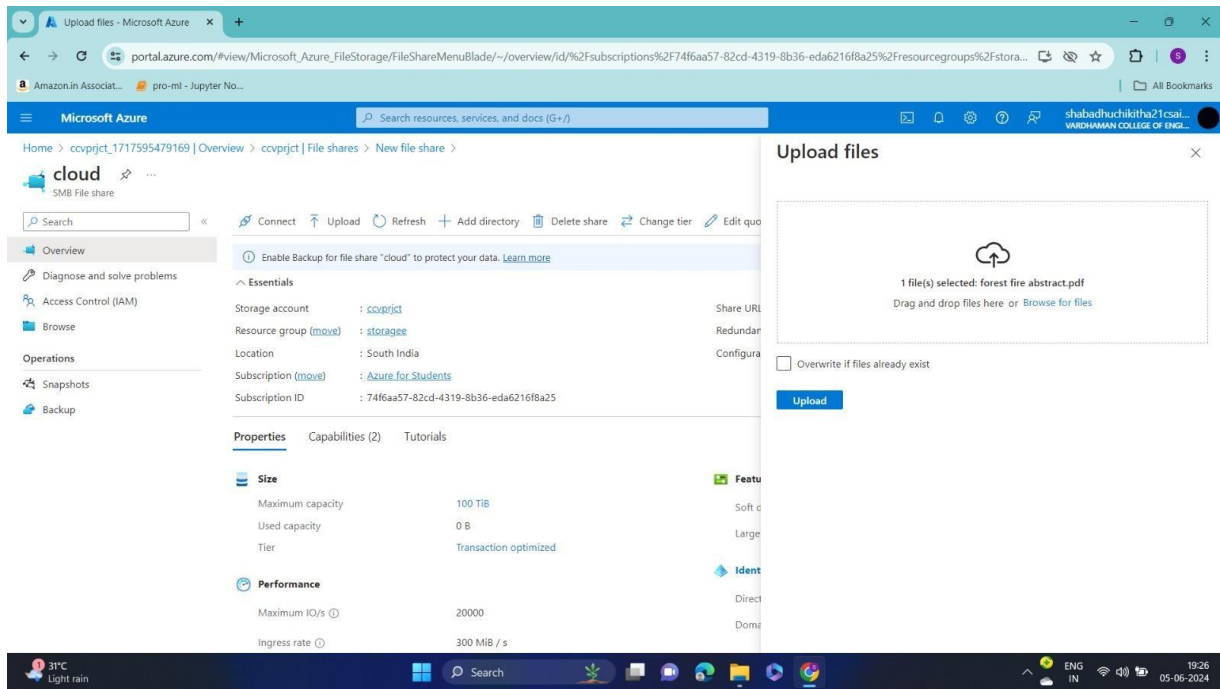 Upload files - Microsoft Azure
portal.azure.com/#view/Microsoft_Azure_FileStorage/FileShareMenuBlade/~/overview/id/%2Fsubscriptions%2F74f6aa57-82cd-4319-8b36-eda6216f8a25%2Fresourcegroups%2Fstora...
S
Amazon.in Associat...
pro-ml - Jupyter No...
All Bookmarks
Microsoft Azure
Search resources, services, and docs (G+/)
shabadhuchikitha21csai...
VARDHAMAN COLLEGE OF ENGI...
Home > ccvprjct_1717595479169 | Overview > ccvprjct | File shares > New file share >
cloud
SMB File share
Search
Overview
Diagnose and solve problems
Access Control (IAM)
Browse
Operations
Snapshots
Backup
Connect Upload Refresh Add directory Delete share Change tier Edit quo
Enable Backup for file share "cloud" to protect your data. Learn more
Essentials
Storage account : ccvprjct
Resource group (move) : storagee
Location : South India
Subscription (move) : Azure for Students
Subscription ID : 74f6aa57-82cd-4319-8b36-eda6216f8a25
Share URL
Redundan
Configura
Properties Capabilities (2) Tutorials
Size
Maximum capacity 100 TiB
Used capacity 0 B
Tier Transaction optimized
Performance
Maximum IO/s 20000
Ingress rate 300 MiB / s
Featu
Soft d
Large
Ident
Direct
Doma
Upload files
1 file(s) selected: forest fire abstract.pdf
Drag and drop files here or Browse for files
Overwrite if files already exist
Upload
1
31°C
Light rain
Search
ENG
IN
19:26
05-06-2024